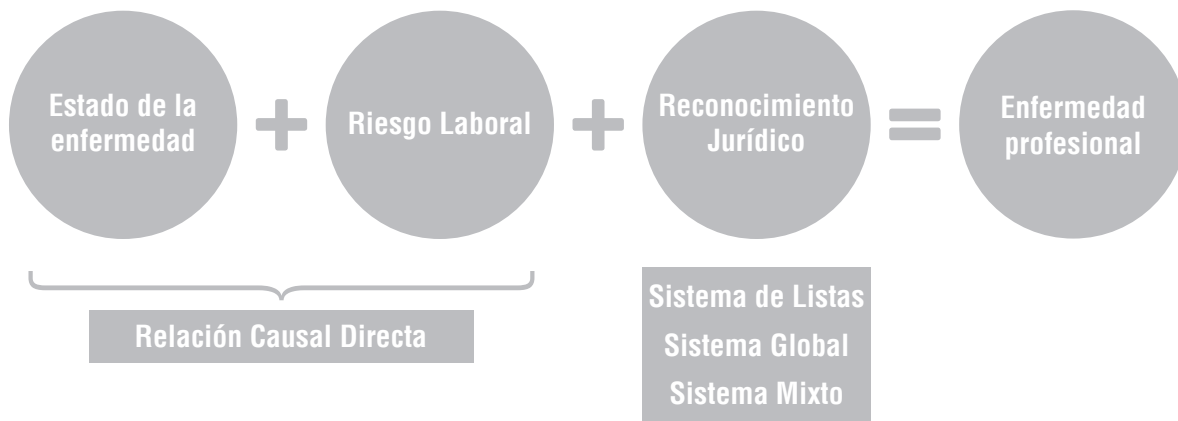 Estado de la
enfermedad
+
Riesgo Laboral
+
Reconocimiento
Jurídico
=
Enfermedad
profesional
Relación Causal Directa
Sistema de Listas
Sistema Global
Sistema Mixto